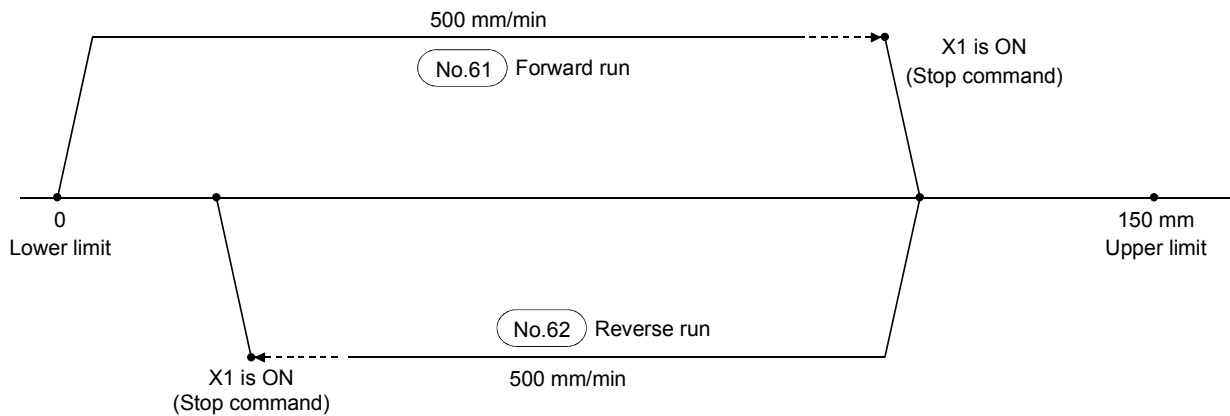 500 mm/min
No.61 Forward run
X1 is ON
(Stop command)
0
Lower limit
150 mm
Upper limit
No.62 Reverse run
500 mm/min
X1 is ON
(Stop command)